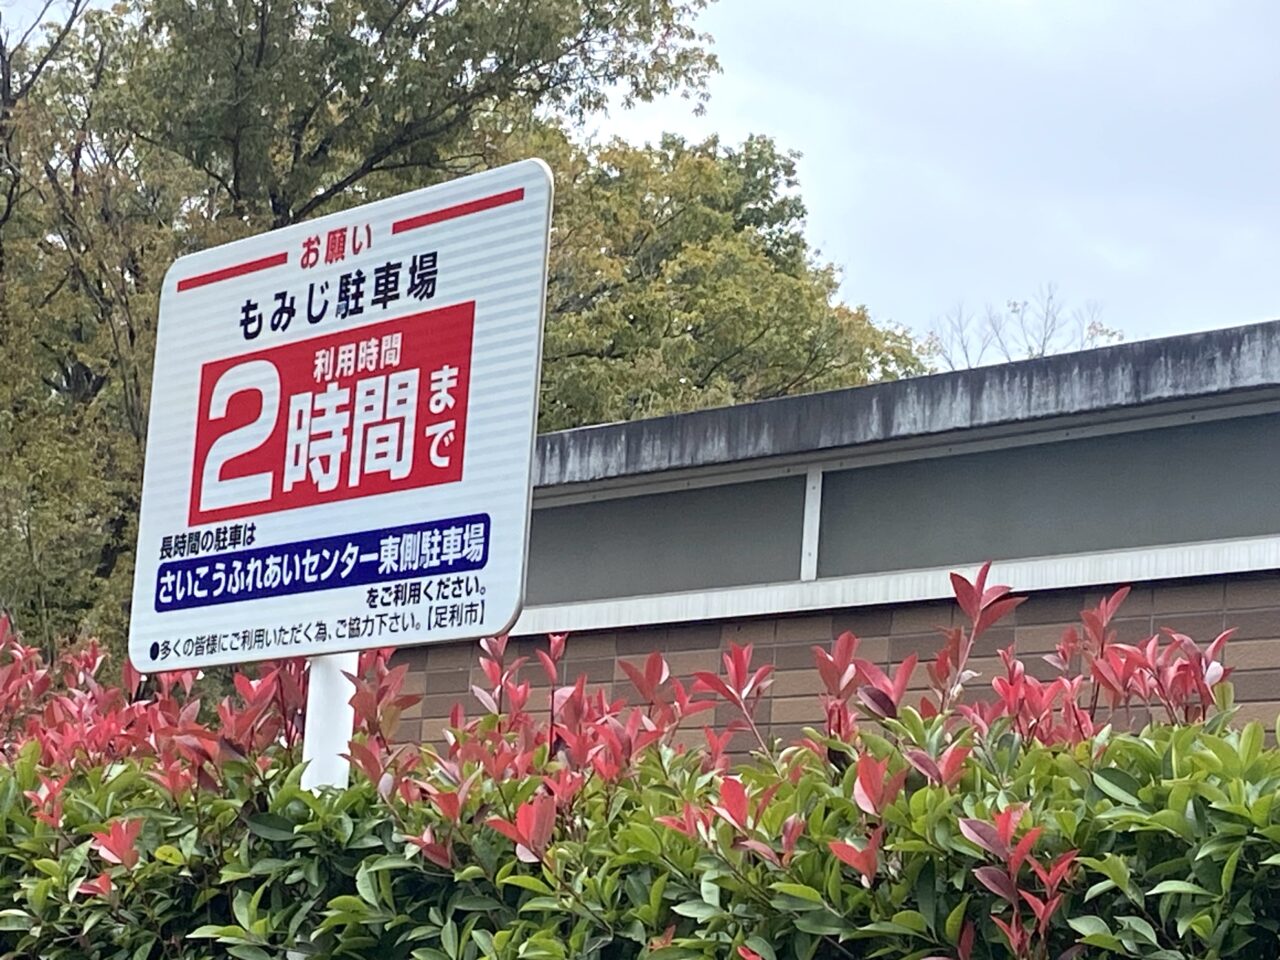 お願い
もみじ駐車場
利用時間
2時間まで
長時間の駐車は
さいこうふれあいセンター東側駐車場
をご利用ください。
●多くの皆様にご利用いただく為、ご協力下さい。【足利市】